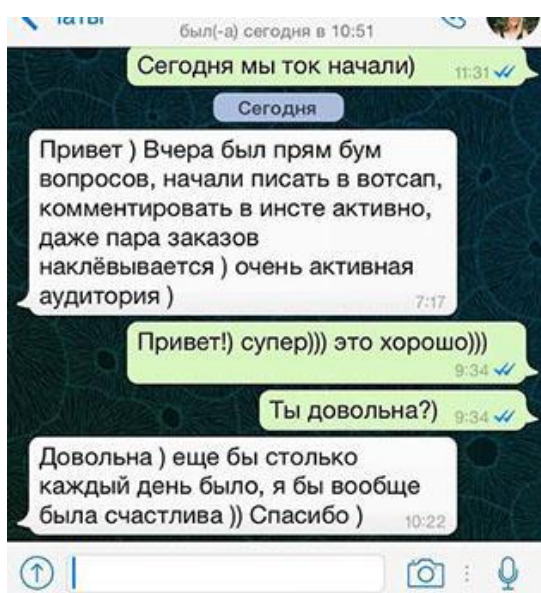 Чаты
был(-а) сегодня в 10:51
Сегодня мы ток начали)
11:31
Сегодня
Привет ) Вчера был прям бум
вопросов, начали писать в вотсап,
комментировать в инсте активно,
даже пара заказов
наклёвывается ) очень активная
аудитория )
7:17
Привет!) супер))) это хорошо)))
9:34
Ты довольна?)
9:34
Довольна ) еще бы столько
каждый день было, я бы вообще
была счастлива )) Спасибо )
10:22